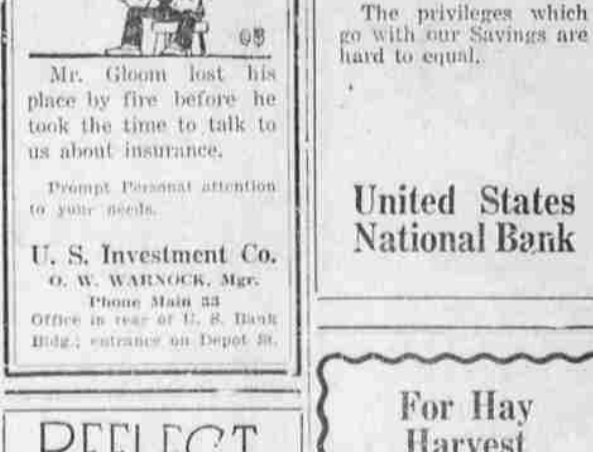 Mr. Gloom lost his
place by fire before he
took the time to talk to
us about insurance.
Prompt Personal attention
to your needs.
U. S. Investment Co.
O. W. WARNOCK, Mgr.
Phone Main 33
Office in rear of U. S. Bank
Bldg.; entrance on Depot St.
REFLECT
The privileges which
go with our Savings are
hard to equal.
United States
National Bank
For Hay
Harvest